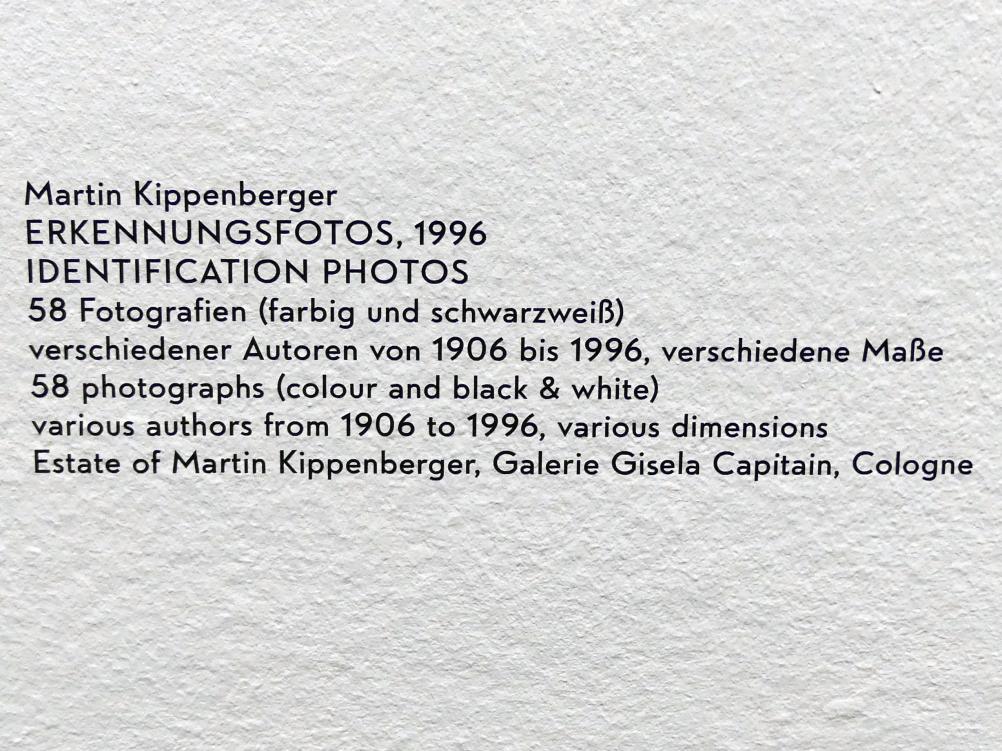 Martin Kippenberger
ERKENNUNGSFOTOS, 1996
IDENTIFICATION PHOTOS
58 Fotografien (farbig und schwarzweiß)
verschiedener Autoren von 1906 bis 1996, verschiedene Maße
58 photographs (colour and black & white)
various authors from 1906 to 1996, various dimensions
Estate of Martin Kippenberger, Galerie Gisela Capitain, Cologne